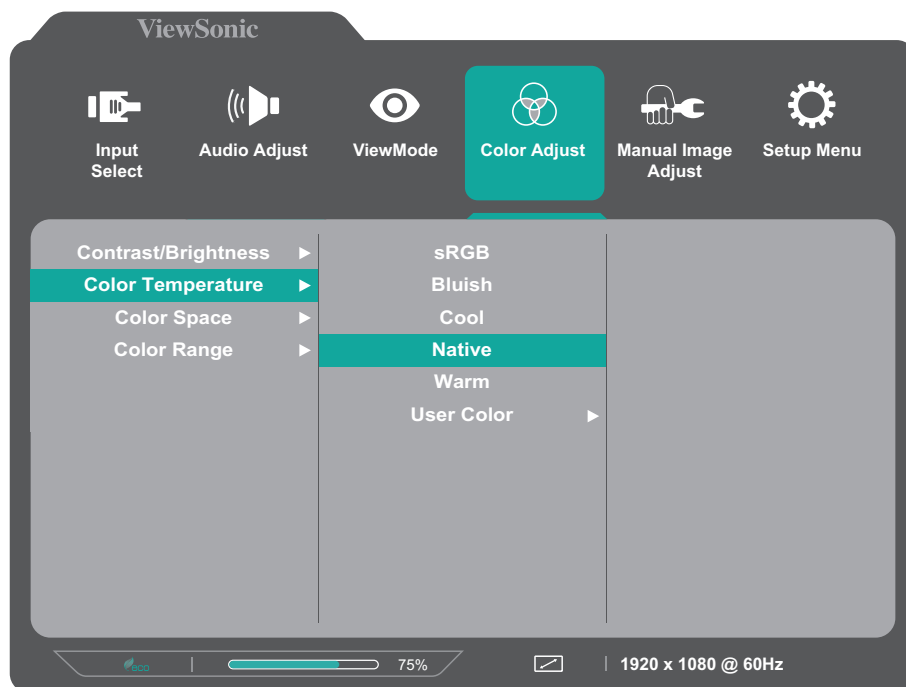 ViewSonic
Input
Select
Audio Adjust
ViewMode
Color Adjust
Manual Image
Adjust
Setup Menu
Contrast/Brightness
Color Temperature
Color Space
Color Range
sRGB
Bluish
Cool
Native
Warm
User Color
eco
75%
1920 x 1080 @ 60Hz